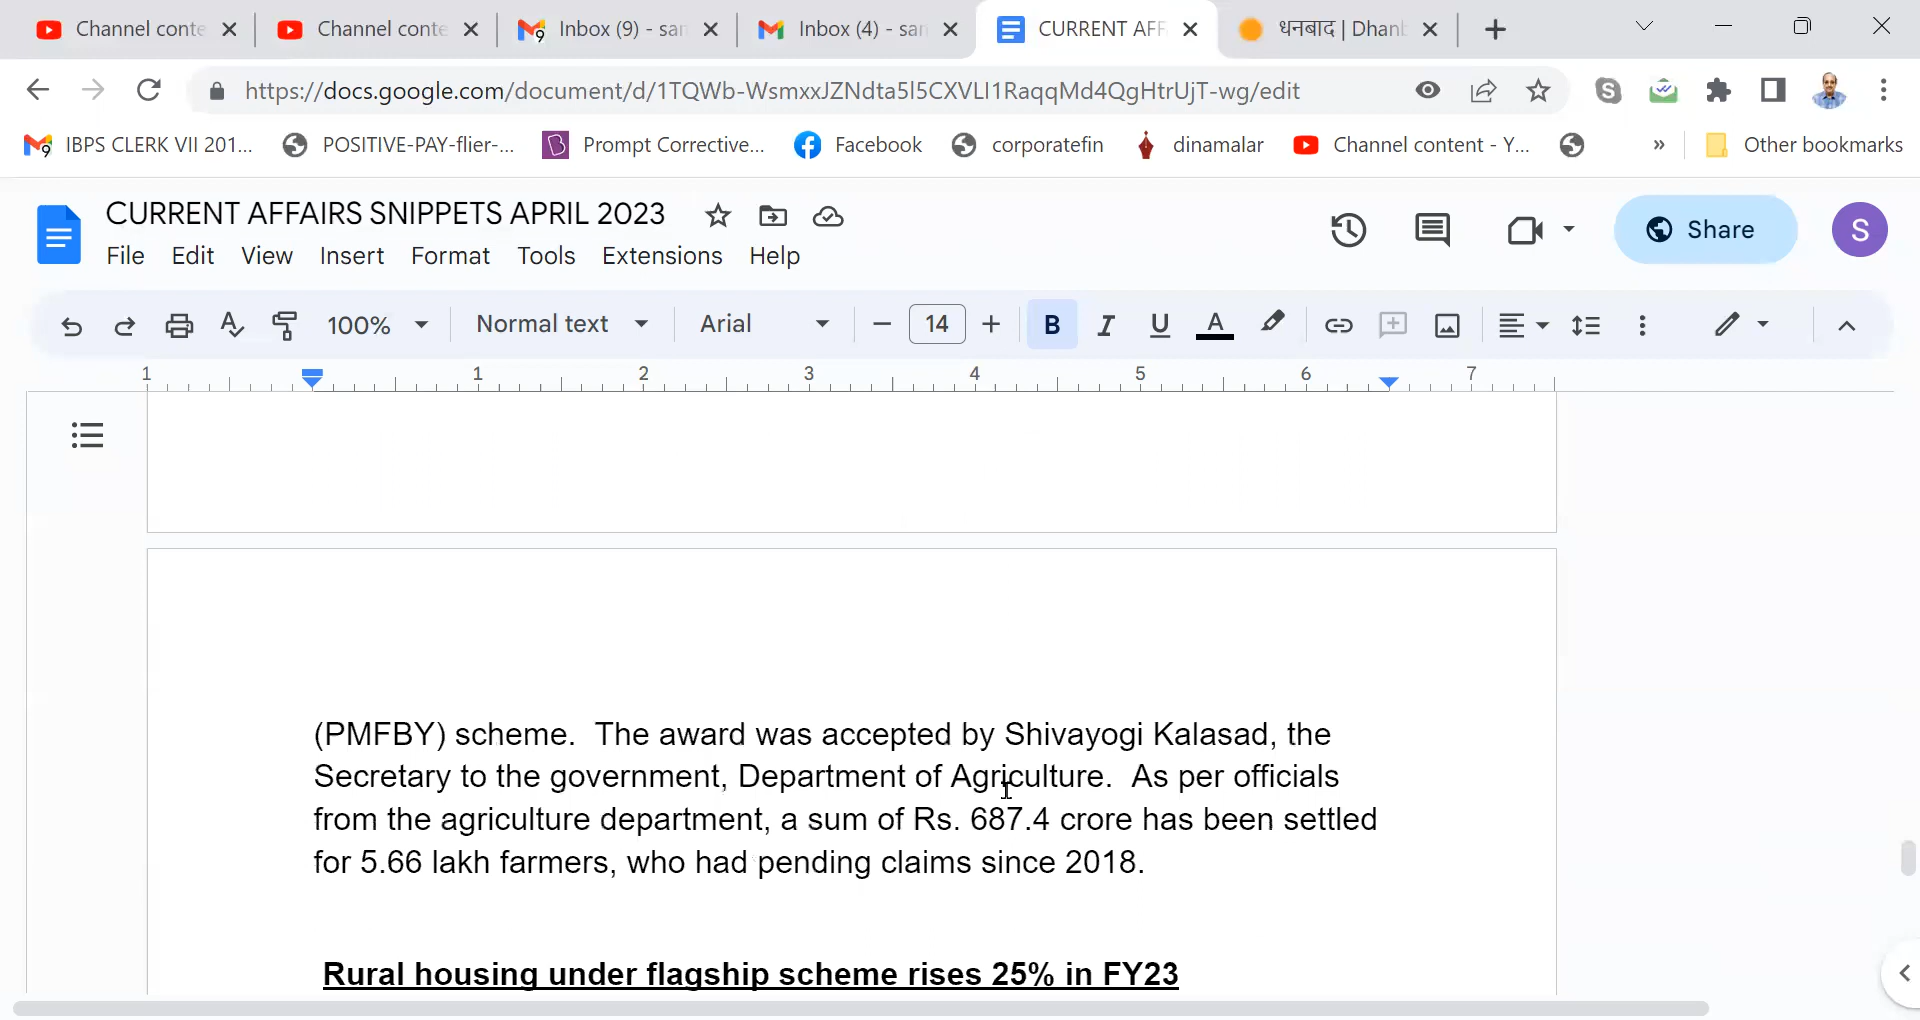 Channel conte
Channel conte
Inbox (9) - san
Inbox (4) - san
CURRENT AFF
धनबाद | Dhanb
https://docs.google.com/document/d/1TQWb-WsmxxJZNdta5l5CXVLI1RaqqMd4QgHtrUjT-wg/edit
IBPS CLERK VII 201...
POSITIVE-PAY-flier-...
Prompt Corrective...
Facebook
corporatefin
dinamalar
Channel content - Y...
»
Other bookmarks
CURRENT AFFAIRS SNIPPETS APRIL 2023
File Edit View Insert Format Tools Extensions Help
Share
S
100% Normal text Arial 14 B I U A
1 1 2 3 4 5 6 7
(PMFBY) scheme. The award was accepted by Shivayogi Kalasad, the
Secretary to the government, Department of Agriculture. As per officials
from the agriculture department, a sum of Rs. 687.4 crore has been settled
for 5.66 lakh farmers, who had pending claims since 2018.
Rural housing under flagship scheme rises 25% in FY23